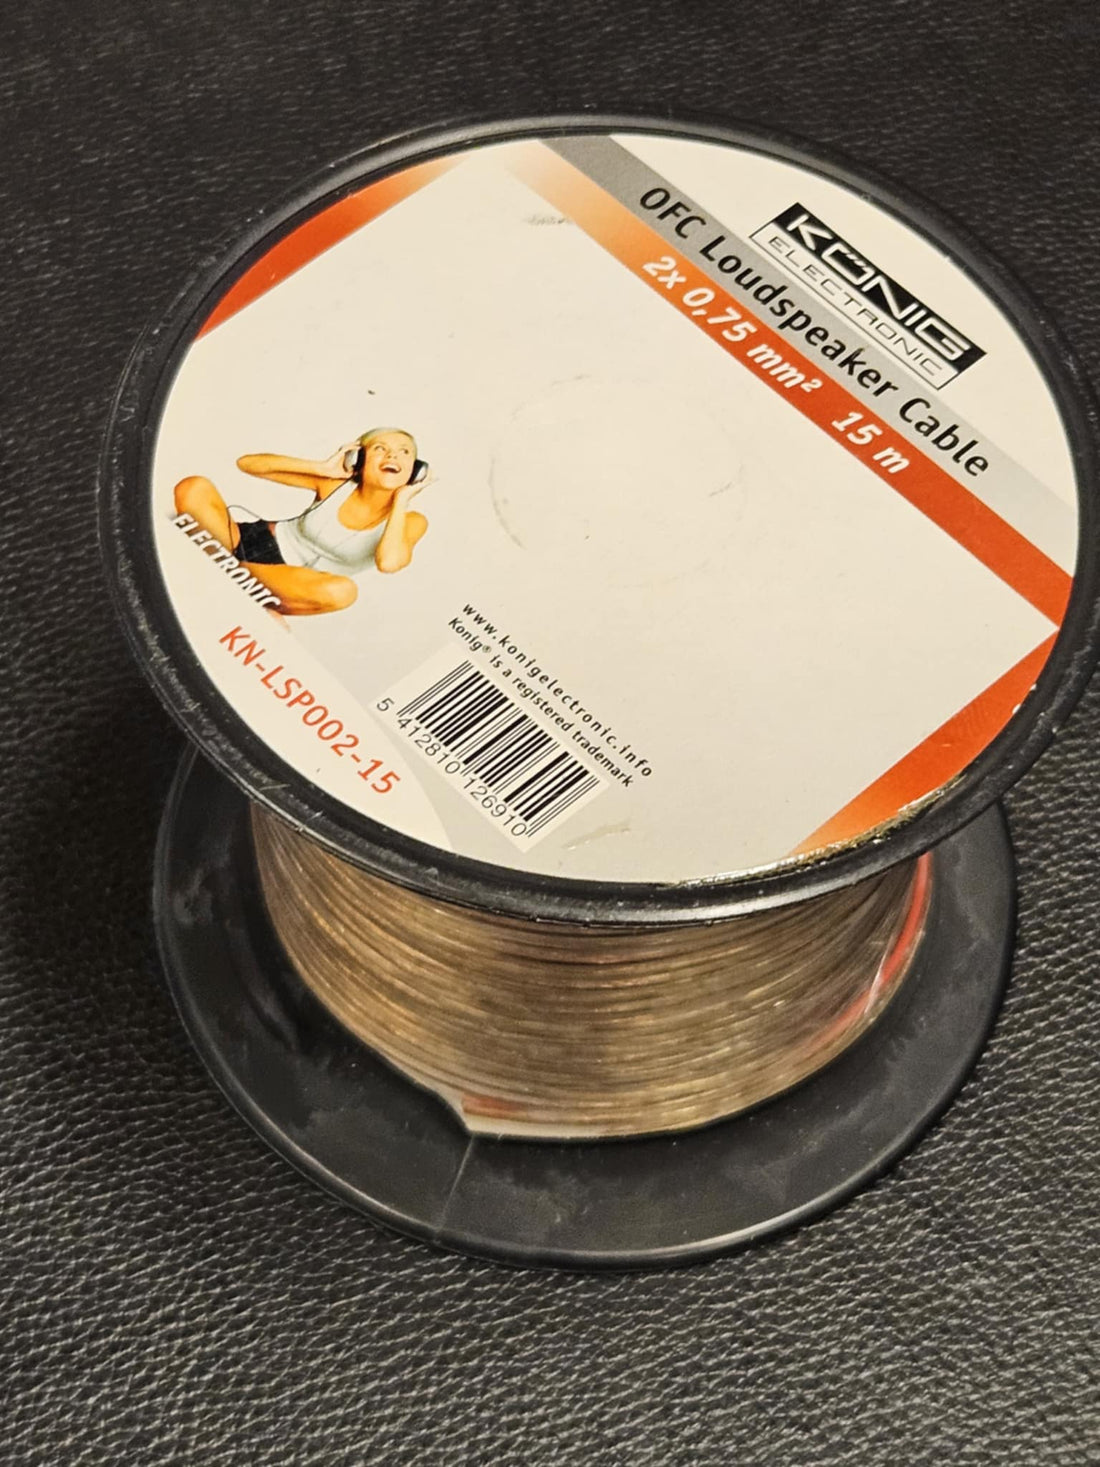 KÖNIG
ELECTRONIC
OFC Loudspeaker Cable
2x 0,75 mm² 15 m
ELECTRONIC
KN-LSP002-15
www.konigelectronic.info
Konig® is a registered trademark
5 412810 126910